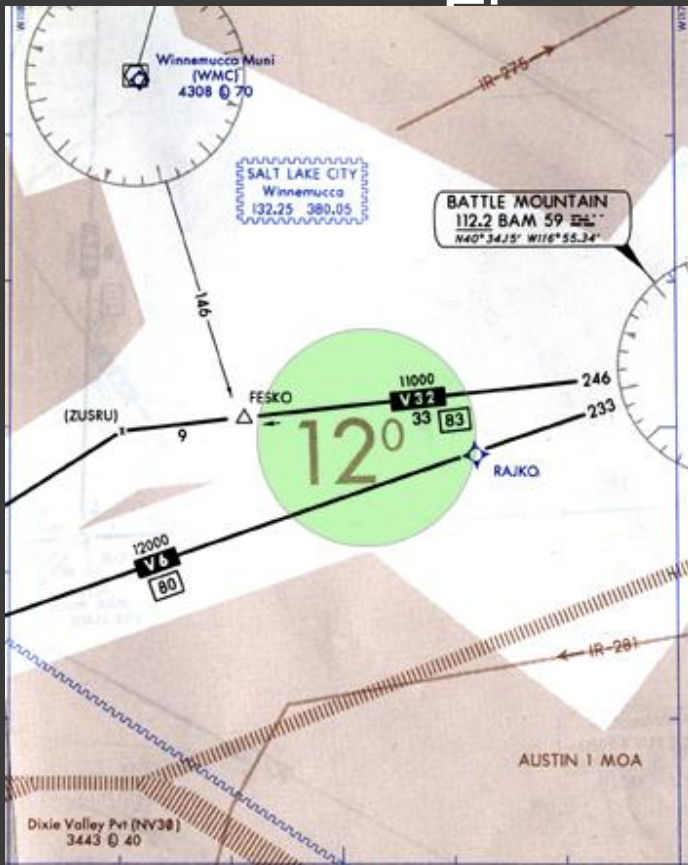 W118
W117
Winnemucca Muni
(WMC)
4308 Ⓛ 70
IR-275
SALT LAKE CITY
Winnemucca
132.25 380.05
BATTLE MOUNTAIN
112.2 BAM 59
N40°34.15' W116°55.34'
146
FESKO
11000
V32
246
(ZUSRU)
9
33 83
233
12°
RAJKO
12000
V6
80
IR-281
AUSTIN 1 MOA
Dixie Valley Pvt (NV30)
3443 Ⓛ 40